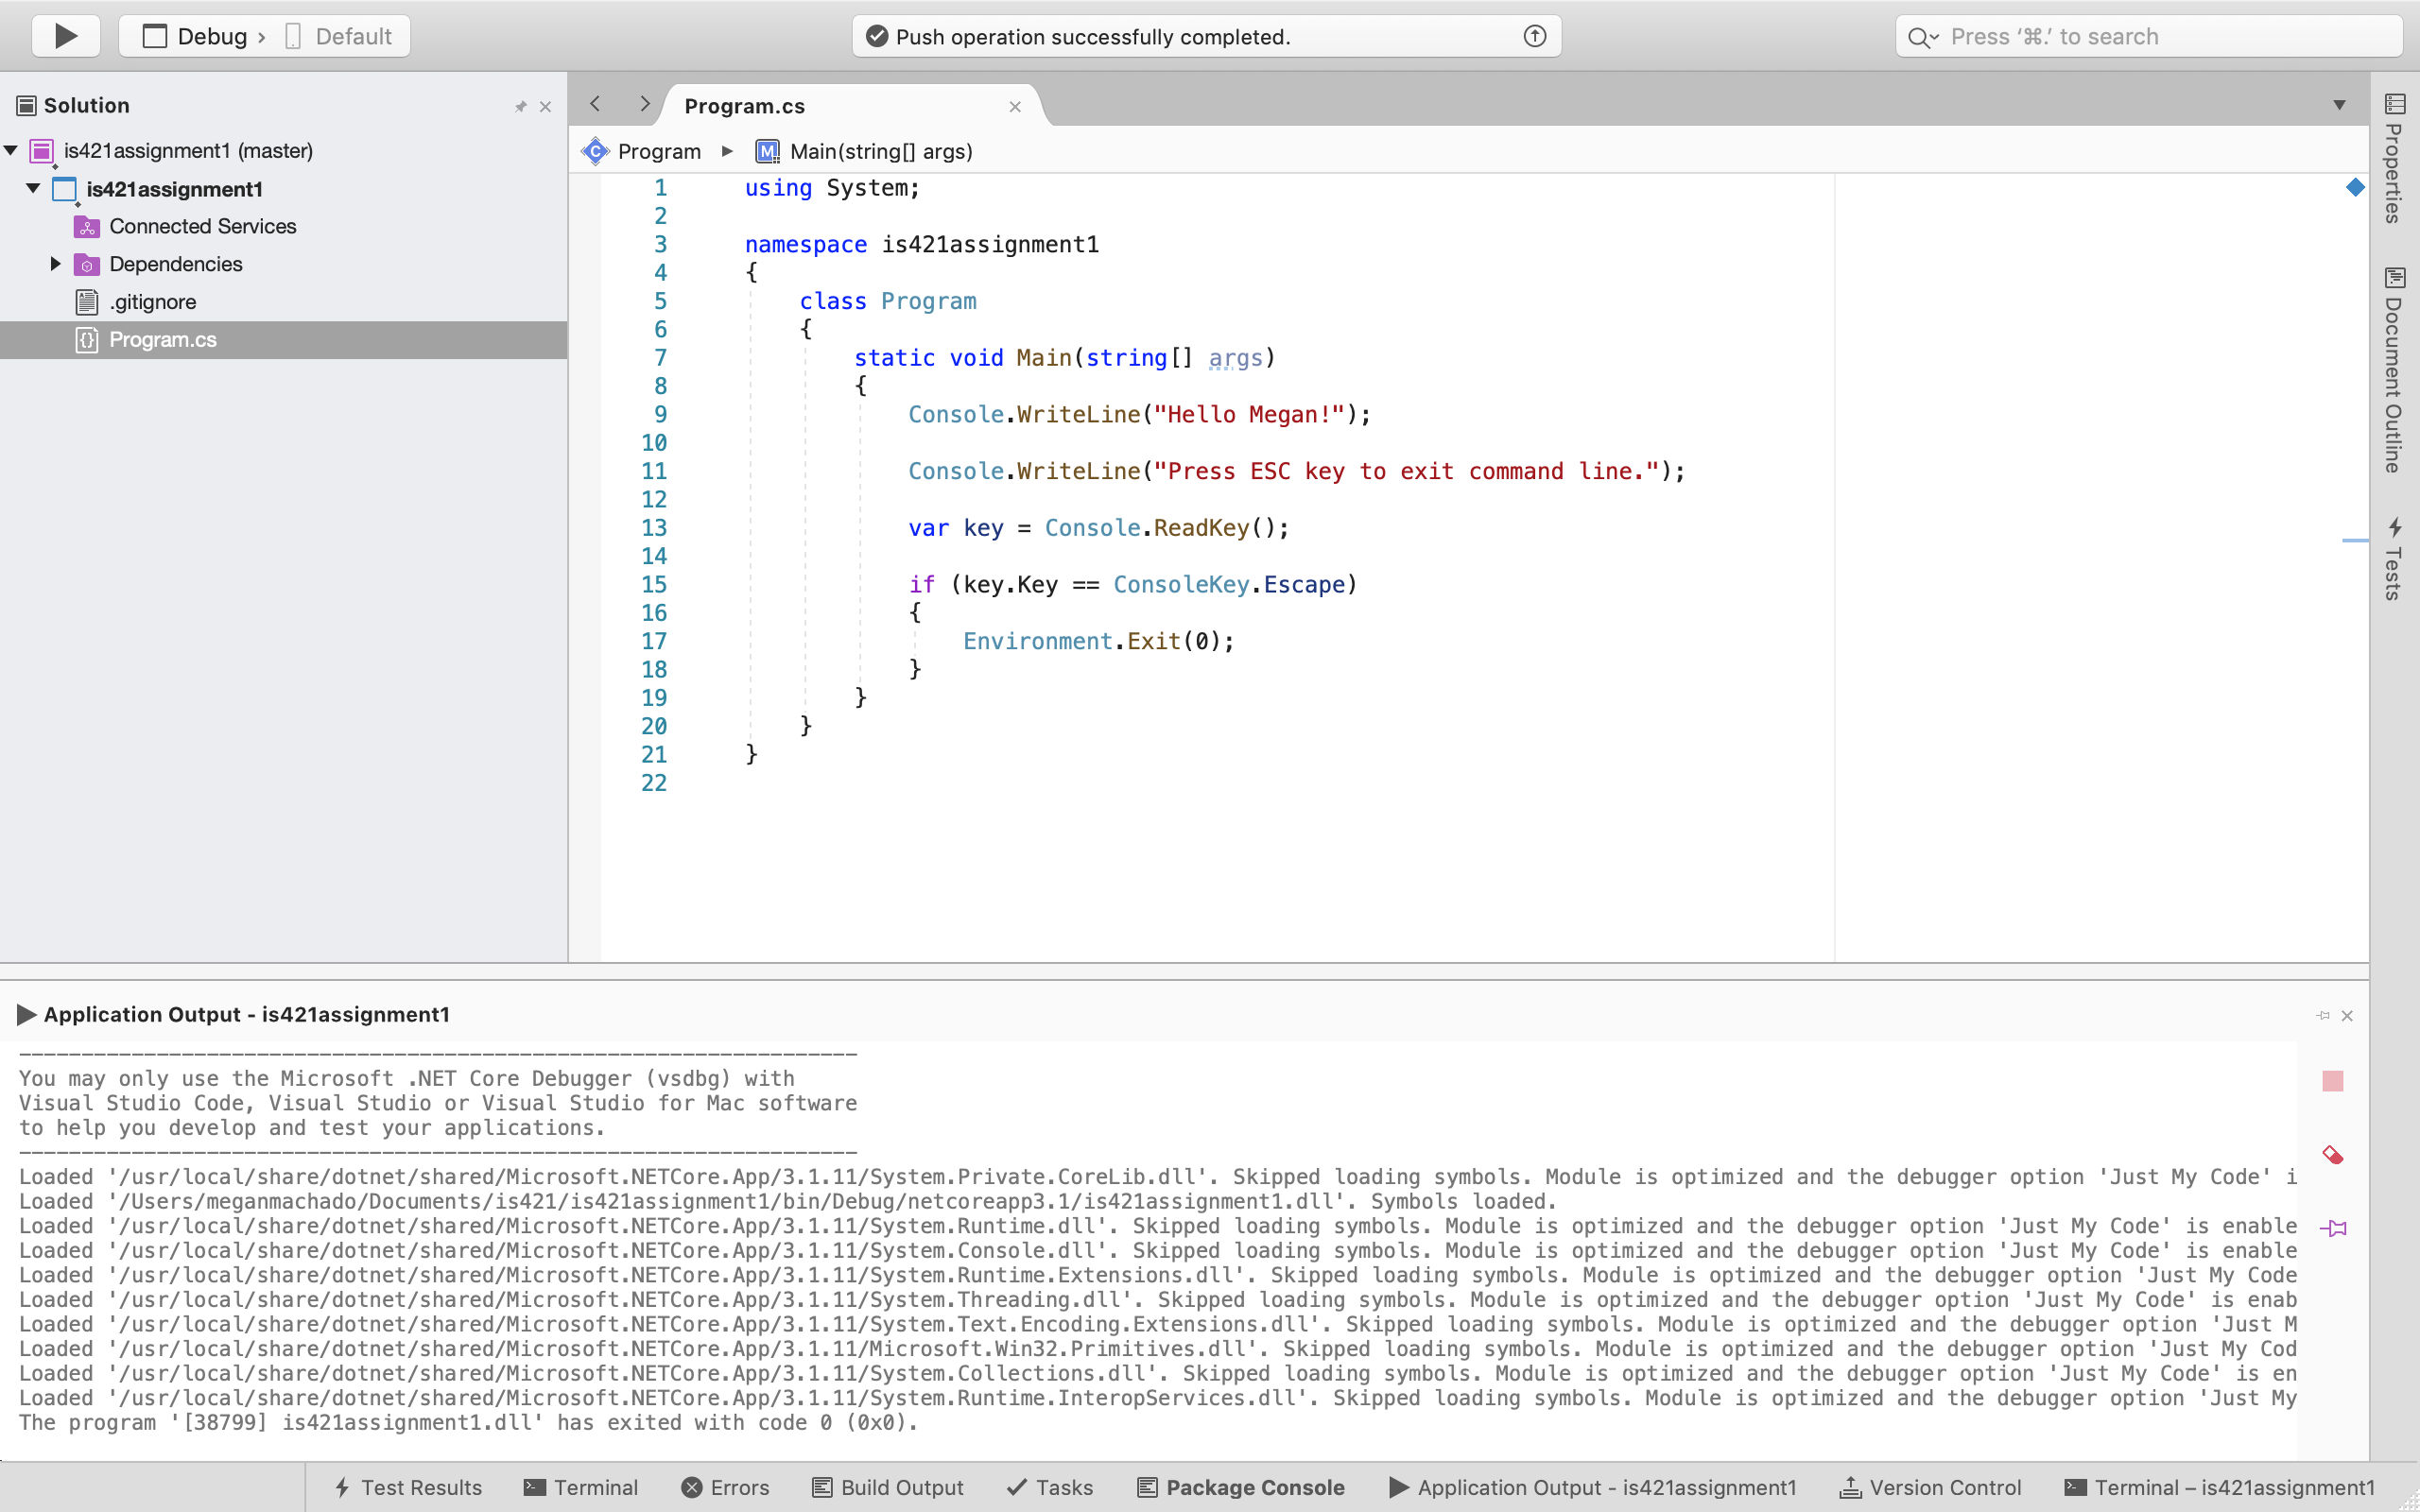 Debug › Default
Push operation successfully completed.
Press ‘⌘.’ to search
Solution
is421assignment1 (master)
is421assignment1
Connected Services
Dependencies
.gitignore
Program.cs
Program.cs
Program
Main(string[] args)
1 using System;
2
3 namespace is421assignment1
4 {
5 class Program
6 {
7 static void Main(string[] args)
8 {
9 Console.WriteLine("Hello Megan!");
10
11 Console.WriteLine("Press ESC key to exit command line.");
12
13 var key = Console.ReadKey();
14
15 if (key.Key == ConsoleKey.Escape)
16 {
17 Environment.Exit(0);
18 }
19 }
20 }
21 }
22
Properties
Document Outline
Tests
Application Output - is421assignment1
-------------------------------------------------------------------
You may only use the Microsoft .NET Core Debugger (vsdbg) with
Visual Studio Code, Visual Studio or Visual Studio for Mac software
to help you develop and test your applications.
-------------------------------------------------------------------
Loaded '/usr/local/share/dotnet/shared/Microsoft.NETCore.App/3.1.11/System.Private.CoreLib.dll'. Skipped loading symbols. Module is optimized and the debugger option 'Just My Code' i
Loaded '/Users/meganmachado/Documents/is421/is421assignment1/bin/Debug/netcoreapp3.1/is421assignment1.dll'. Symbols loaded.
Loaded '/usr/local/share/dotnet/shared/Microsoft.NETCore.App/3.1.11/System.Runtime.dll'. Skipped loading symbols. Module is optimized and the debugger option 'Just My Code' is enable
Loaded '/usr/local/share/dotnet/shared/Microsoft.NETCore.App/3.1.11/System.Console.dll'. Skipped loading symbols. Module is optimized and the debugger option 'Just My Code' is enable
Loaded '/usr/local/share/dotnet/shared/Microsoft.NETCore.App/3.1.11/System.Runtime.Extensions.dll'. Skipped loading symbols. Module is optimized and the debugger option 'Just My Code
Loaded '/usr/local/share/dotnet/shared/Microsoft.NETCore.App/3.1.11/System.Threading.dll'. Skipped loading symbols. Module is optimized and the debugger option 'Just My Code' is enab
Loaded '/usr/local/share/dotnet/shared/Microsoft.NETCore.App/3.1.11/System.Text.Encoding.Extensions.dll'. Skipped loading symbols. Module is optimized and the debugger option 'Just M
Loaded '/usr/local/share/dotnet/shared/Microsoft.NETCore.App/3.1.11/Microsoft.Win32.Primitives.dll'. Skipped loading symbols. Module is optimized and the debugger option 'Just My Cod
Loaded '/usr/local/share/dotnet/shared/Microsoft.NETCore.App/3.1.11/System.Collections.dll'. Skipped loading symbols. Module is optimized and the debugger option 'Just My Code' is en
Loaded '/usr/local/share/dotnet/shared/Microsoft.NETCore.App/3.1.11/System.Runtime.InteropServices.dll'. Skipped loading symbols. Module is optimized and the debugger option 'Just My
The program '[38799] is421assignment1.dll' has exited with code 0 (0x0).
Test Results Terminal Errors Build Output Tasks Package Console Application Output - is421assignment1 Version Control Terminal – is421assignment1